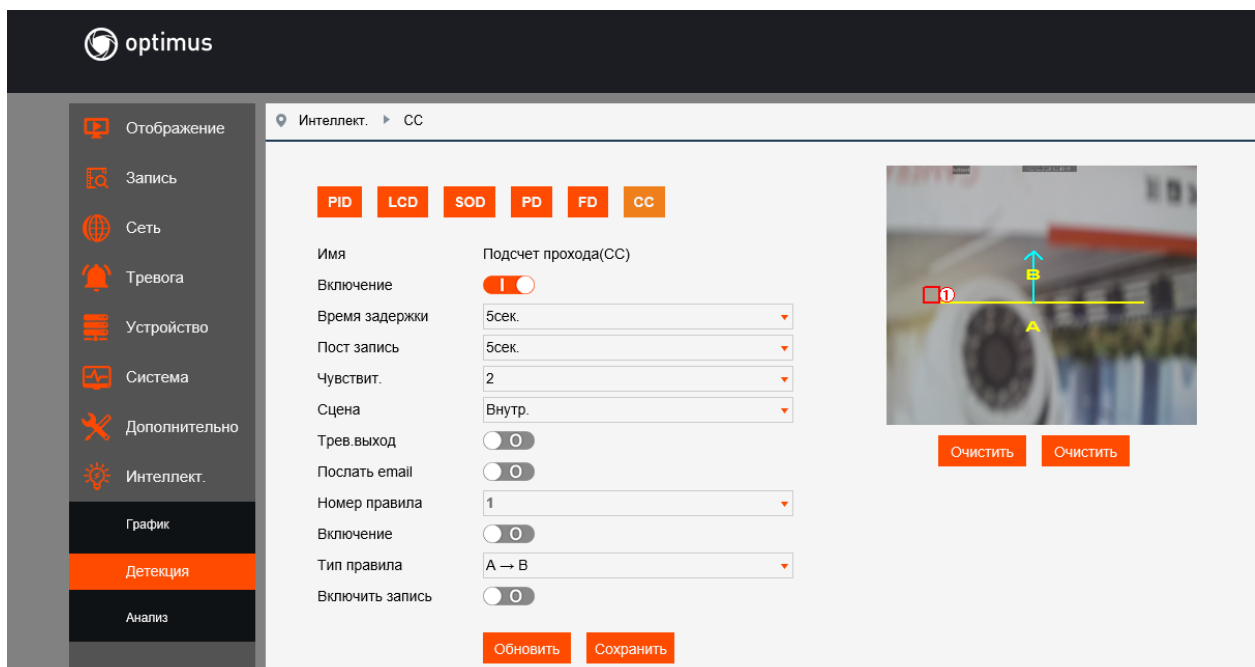 optimus
Отображение
Запись
Сеть
Тревога
Устройство
Система
Дополнительно
Интеллект.
График
Детекция
Анализ
Интеллект. CC
PID LCD SOD PD FD CC
Имя Подсчет прохода(CC)
Включение I
Время задержки 5сек.
Пост запись 5сек.
Чувствит. 2
Сцена Внутр.
Трев.выход O
Послать email O
Номер правила 1
Включение O
Тип правила A → B
Включить запись O
Обновить Сохранить
B
1
A
Очистить Очистить